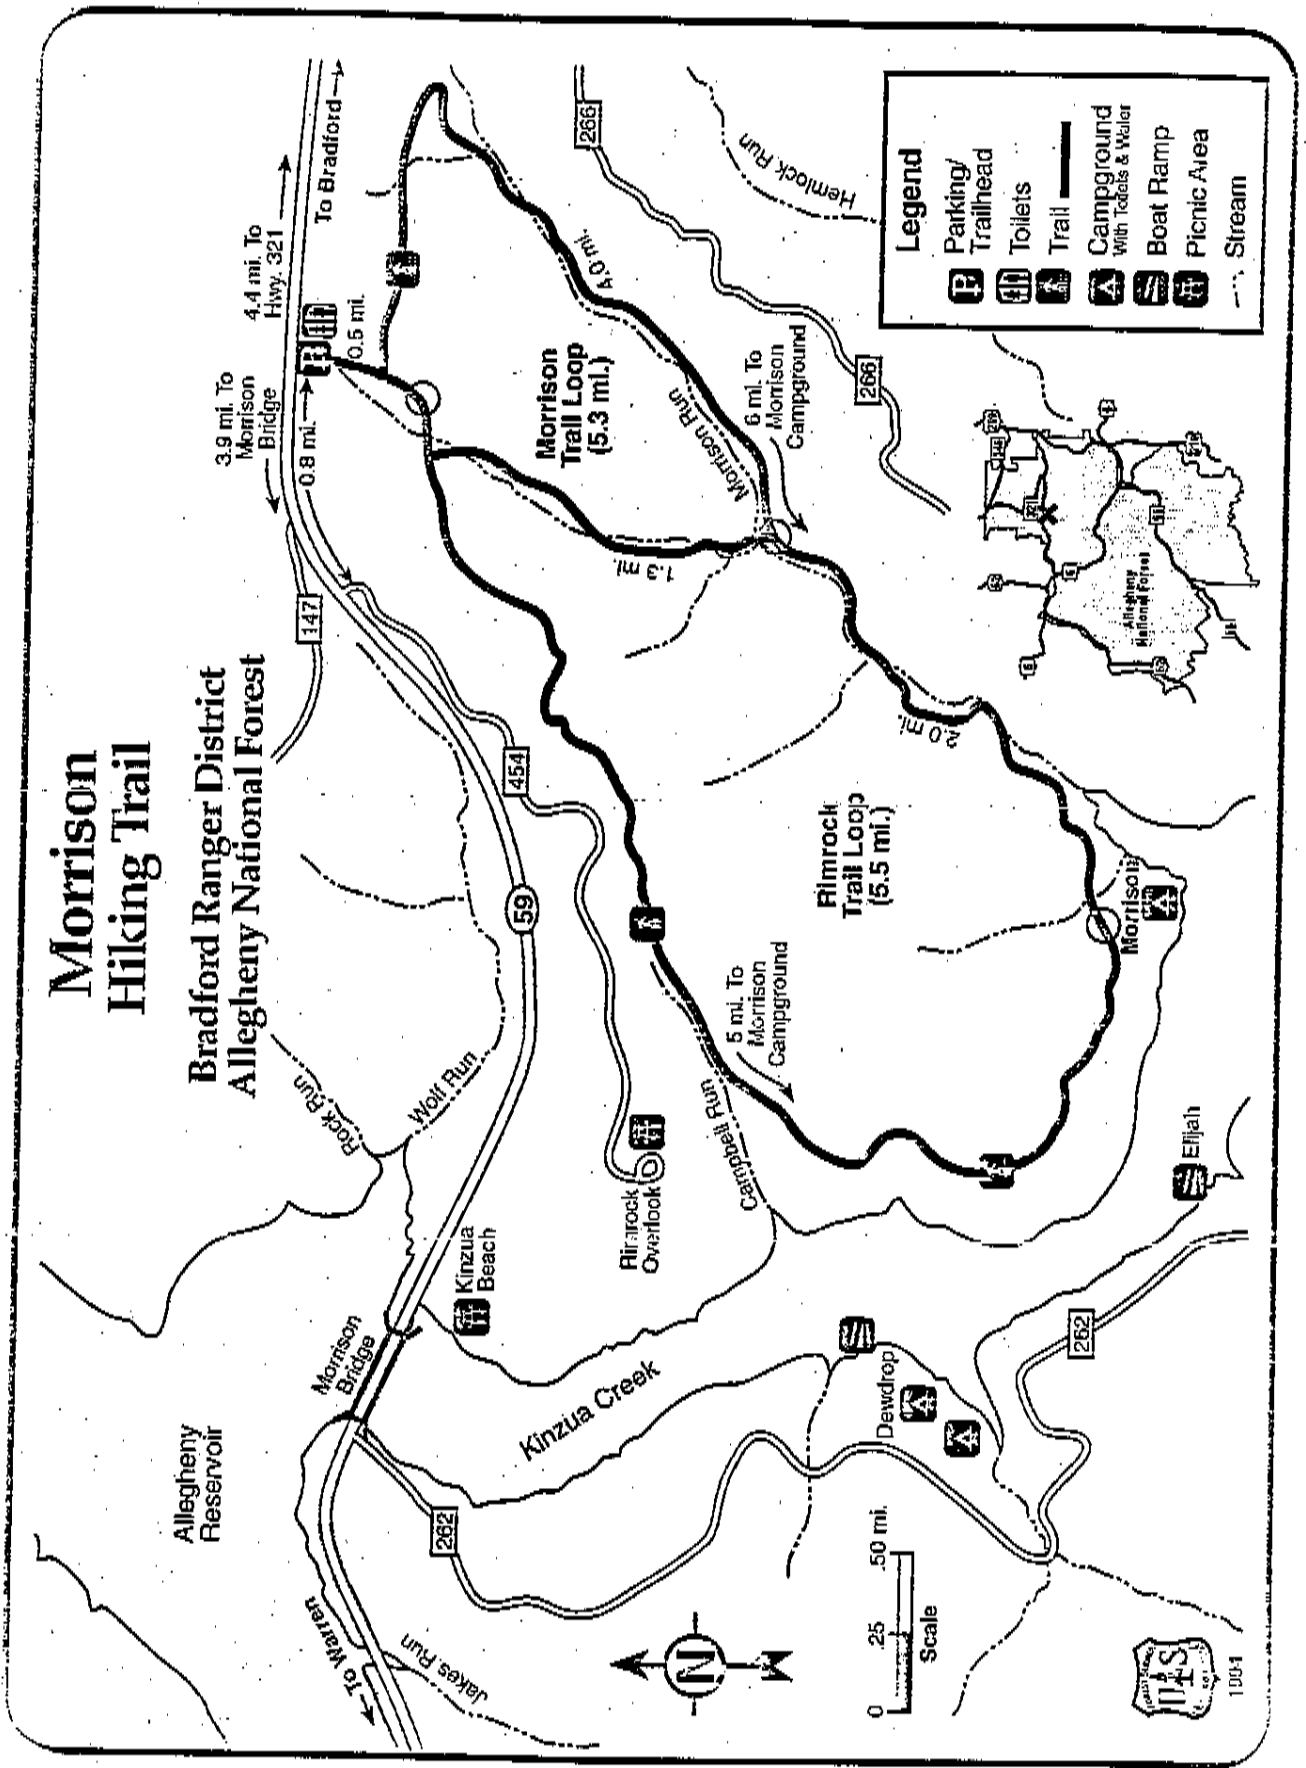 Morrison
Hiking Trail
Bradford Ranger District
Allegheny National Forest
Allegheny
Reservoir
← To Warren
Jakes Run
Morrison
Bridge
262
Kinzua
Beach
Kinzua Creek
Rock Run
Wolf Run
59
147
454
3.9 mi. To
Morrison
Bridge
0.8 mi.
4.4 mi. To
Hwy. 321
To Bradford →
0.5 mi.
Morrison
Trail Loop
(5.3 mi.)
4.0 mi.
Morrison Run
6 mi. To
Morrison
Campground
266
266
Hemlock Run
Rimrock
Overlook
Campbell Run
5 mi. To
Morrison
Campground
Rimrock
Trail Loop
(5.5 mi.)
2.0 mi.
Morrison
Elijah
Dewdrop
262
N
0 .25 .50 mi.
Scale
Legend
P Parking/
Trailhead
Toilets
Trail
Campground
With Toilets & Water
Boat Ramp
Picnic Area
Stream
Allegheny
National Forest